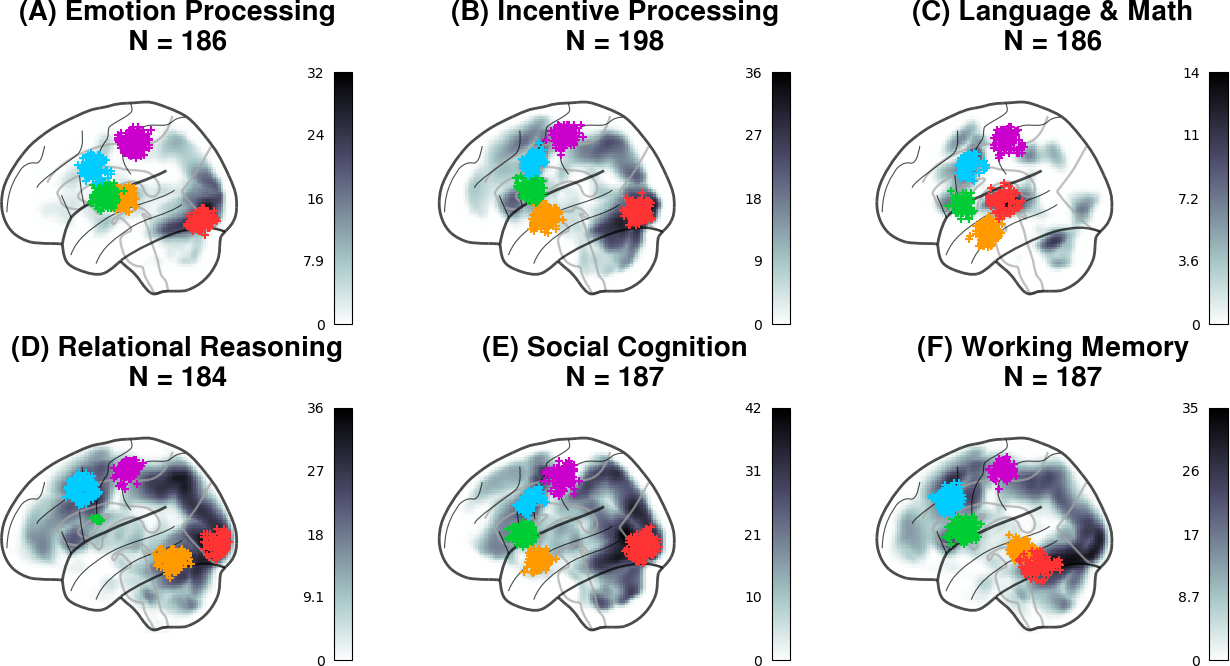 (A) Emotion Processing
N = 186
32
24
16
7.9
0
(B) Incentive Processing
N = 198
36
27
18
9
0
(C) Language & Math
N = 186
14
11
7.2
3.6
0
(D) Relational Reasoning
N = 184
36
27
18
9.1
0
(E) Social Cognition
N = 187
42
31
21
10
0
(F) Working Memory
N = 187
35
26
17
8.7
0